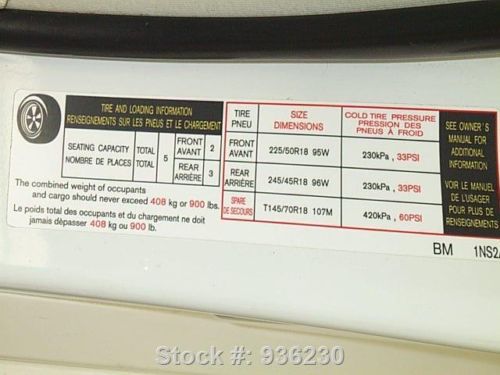 TIRE AND LOADING INFORMATION
RENSEIGNEMENTS SUR LES PNEUS ET LE CHARGEMENT
SEATING CAPACITY
NOMBRE DE PLACES
TOTAL
TOTAL
5
FRONT
AVANT
2
REAR
ARRIÈRE
3
The combined weight of occupants
and cargo should never exceed 408 kg or 900 lbs.
Le poids total des occupants et du chargement ne doit
jamais dépasser 408 kg ou 900 lb.
TIRE
PNEU
SIZE
DIMENSIONS
COLD TIRE PRESSURE
PRESSION DES
PNEUS À FROID
FRONT
AVANT
225/50R18 95W
230kPa , 33PSI
REAR
ARRIÈRE
245/45R18 96W
230kPa , 33PSI
SPARE
DE SECOURS
T145/70R18 107M
420kPa , 60PSI
SEE OWNER'S
MANUAL FOR
ADDITIONAL
INFORMATION
VOIR LE MANUEL
DE L'USAGER
POUR PLUS DE
RENSEIGNEMENTS
BM 1NS2
Stock #: 936230